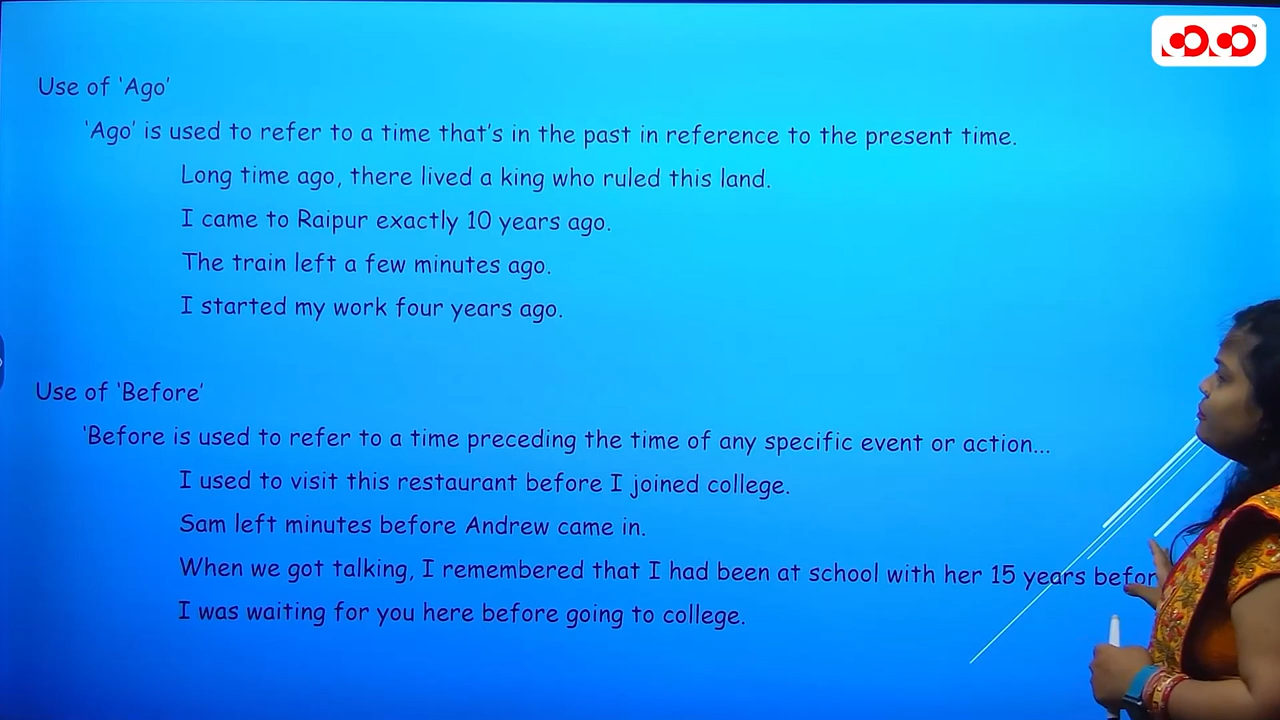 Use of ‘Ago’
‘Ago’ is used to refer to a time that’s in the past in reference to the present time.
Long time ago, there lived a king who ruled this land.
I came to Raipur exactly 10 years ago.
The train left a few minutes ago.
I started my work four years ago.
Use of ‘Before’
‘Before is used to refer to a time preceding the time of any specific event or action...
I used to visit this restaurant before I joined college.
Sam left minutes before Andrew came in.
When we got talking, I remembered that I had been at school with her 15 years befor
I was waiting for you here before going to college.